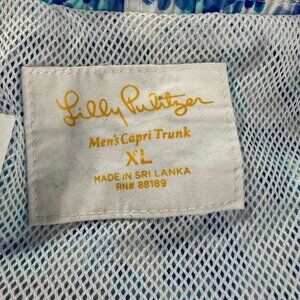 Lilly Pulitzer
Men's Capri Trunk
XL
MADE IN SRI LANKA
RN# 88189